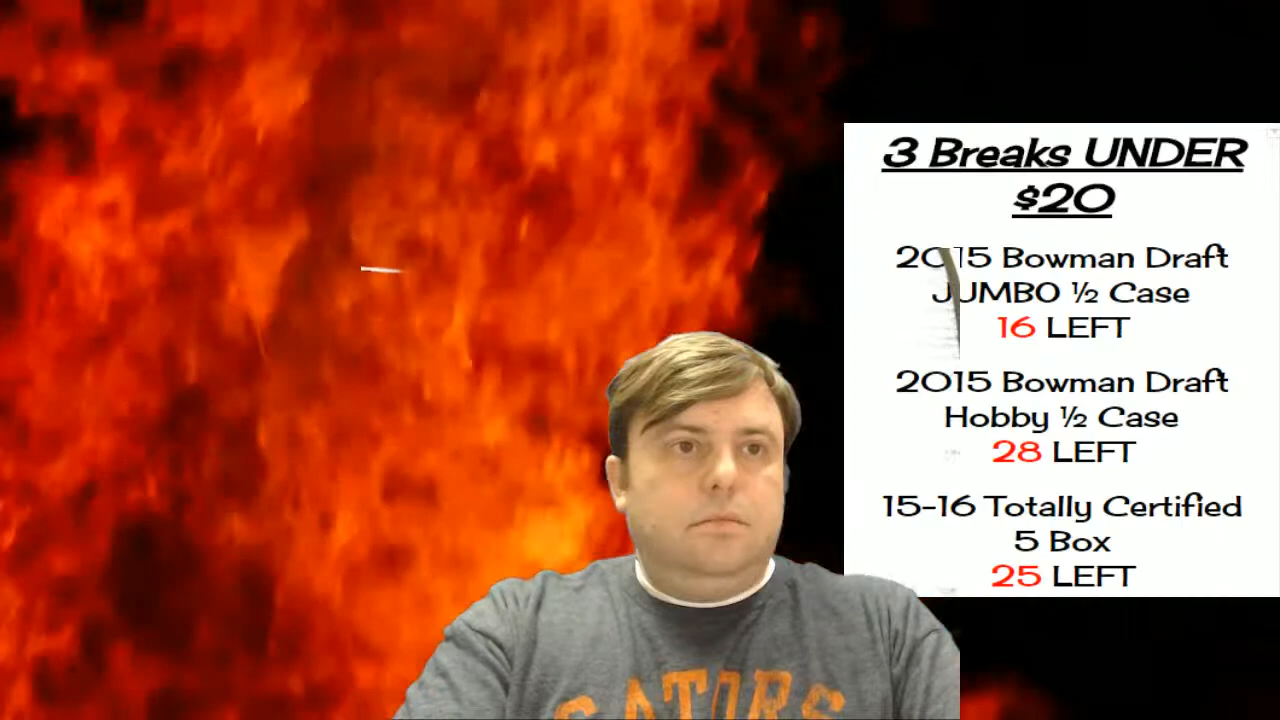 3 Breaks UNDER
$20
2015 Bowman Draft
JUMBO ½ Case
16 LEFT
2015 Bowman Draft
Hobby ½ Case
28 LEFT
15-16 Totally Certified
5 Box
25 LEFT
GATORS